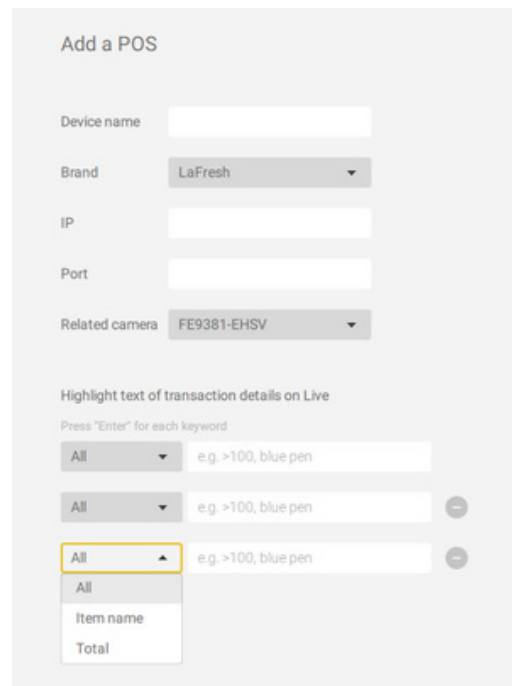 Add a POS
Device name
Brand LaFresh
IP
Port
Related camera FE9381-EHSV
Highlight text of transaction details on Live
Press "Enter" for each keyword
All e.g. >100, blue pen
All e.g. >100, blue pen
All e.g. >100, blue pen
All
Item name
Total